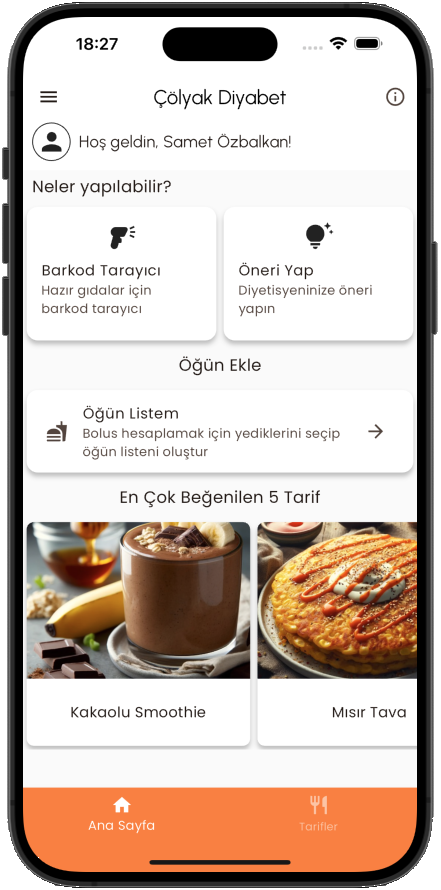 18:27
Çölyak Diyabet
Hoş geldin, Samet Özbalkan!
Neler yapılabilir?
Barkod Tarayıcı
Hazır gıdalar için
barkod tarayıcı
Öneri Yap
Diyetisyeninize öneri
yapın
Öğün Ekle
Öğün Listem
Bolus hesaplamak için yediklerini seçip
öğün listeni oluştur
En Çok Beğenilen 5 Tarif
Kakaolu Smoothie
Mısır Tava
Ana Sayfa
Tarifler